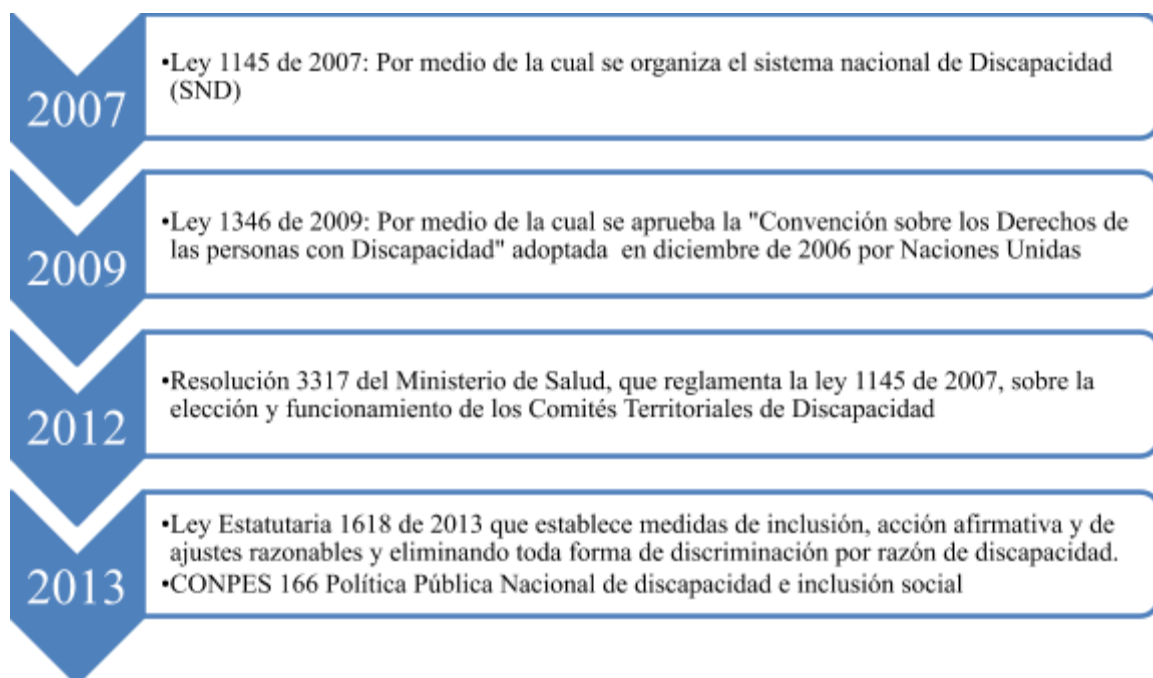 2007
•Ley 1145 de 2007: Por medio de la cual se organiza el sistema nacional de Discapacidad
(SND)
2009
•Ley 1346 de 2009: Por medio de la cual se aprueba la "Convención sobre los Derechos de
las personas con Discapacidad" adoptada  en diciembre de 2006 por Naciones Unidas
2012
•Resolución 3317 del Ministerio de Salud, que reglamenta la ley 1145 de 2007, sobre la
elección y funcionamiento de los Comités Territoriales de Discapacidad
2013
•Ley Estatutaria 1618 de 2013 que establece medidas de inclusión, acción afirmativa y de
ajustes razonables y eliminando toda forma de discriminación por razón de discapacidad.
•CONPES 166 Política Pública Nacional de discapacidad e inclusión social